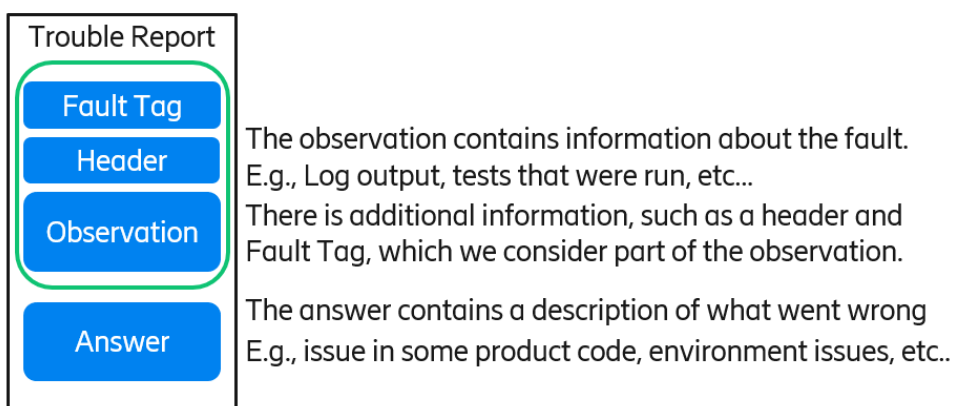 Trouble Report
Fault Tag
Header
Observation
Answer
The observation contains information about the fault.
E.g., Log output, tests that were run, etc...
There is additional information, such as a header and
Fault Tag, which we consider part of the observation.
The answer contains a description of what went wrong
E.g., issue in some product code, environment issues, etc..